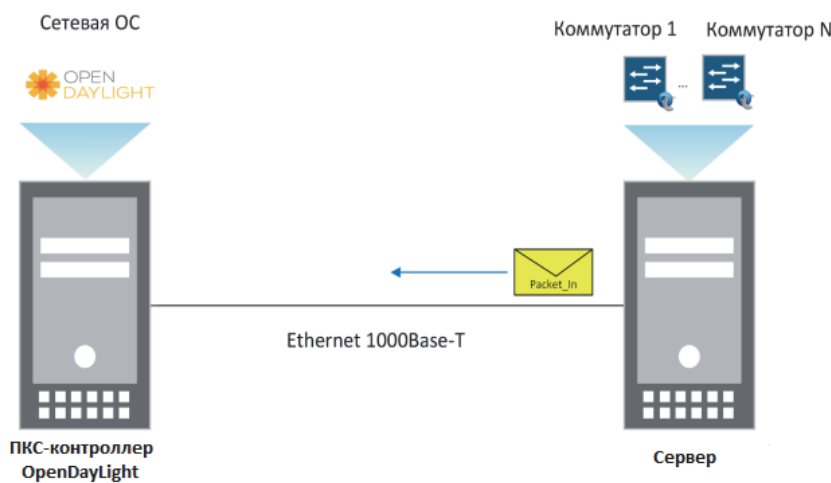 Сетевая ОС
Коммутатор 1
Коммутатор N
OPEN
DAYLIGHT
...
Packet_In
Ethernet 1000Base-T
ПКС-контроллер
OpenDayLight
Сервер